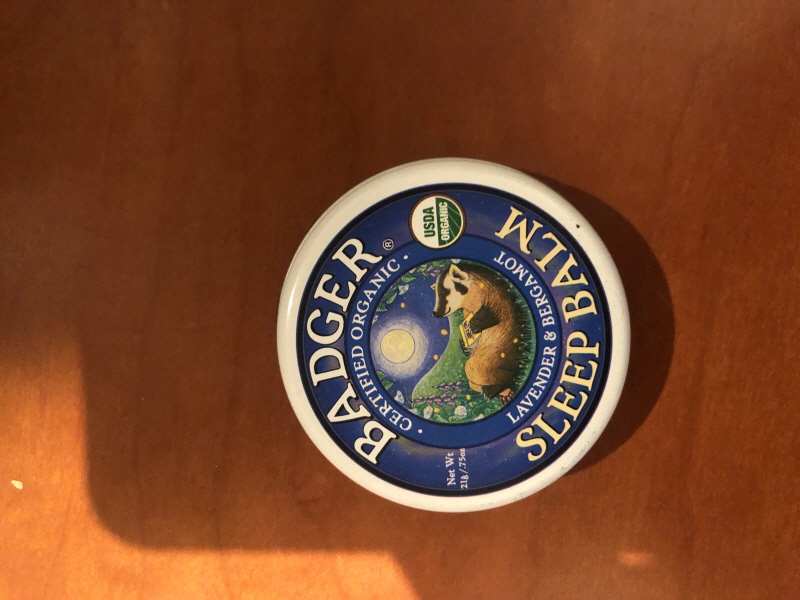 BADGER®
• CERTIFIED ORGANIC •
USDA
ORGANIC
Net Wt
21g/.75oz
LAVENDER & BERGAMOT
SLEEP BALM